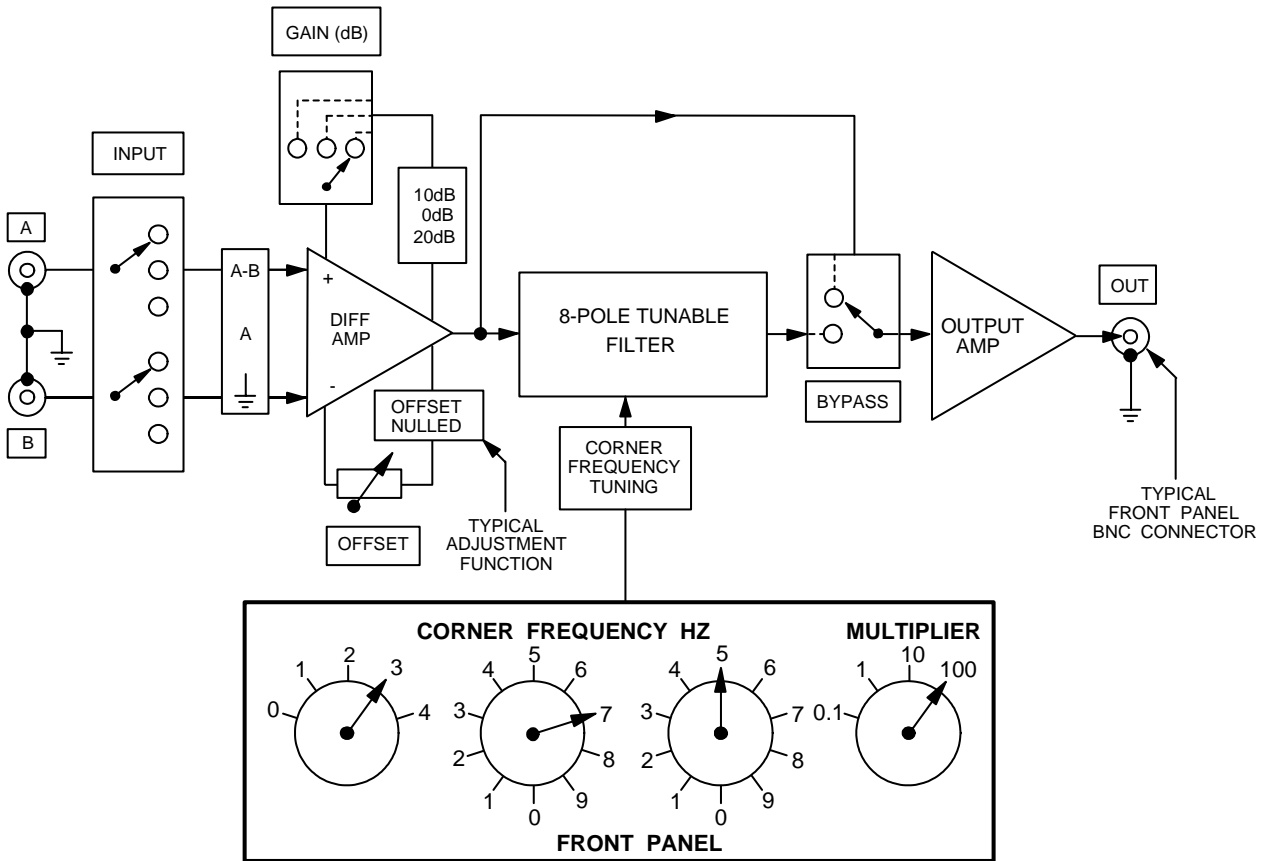 GAIN (dB)
INPUT
10dB
0dB
20dB
A
A-B
+
DIFF
AMP
A
-
B
8-POLE TUNABLE
FILTER
OUTPUT
AMP
OUT
BYPASS
OFFSET
NULLED
CORNER
FREQUENCY
TUNING
OFFSET
TYPICAL
ADJUSTMENT
FUNCTION
TYPICAL
FRONT PANEL
BNC CONNECTOR
CORNER FREQUENCY HZ
MULTIPLIER
0 1 2 3 4
0 1 2 3 4 5 6 7 8 9
0 1 2 3 4 5 6 7 8 9
0.1 1 10 100
FRONT PANEL